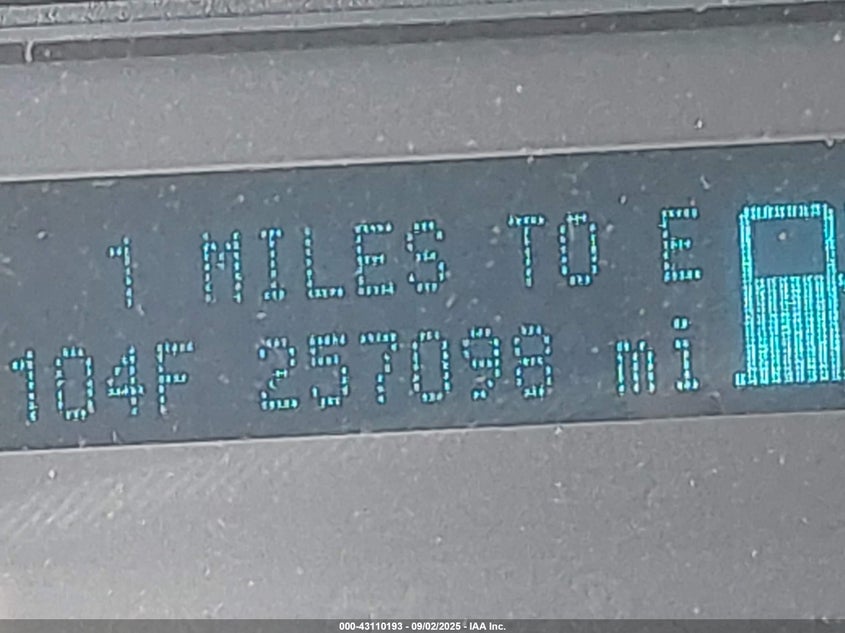 1 MILES TO E
104F 257098 mi
000-43110193 - 09/02/2025 - IAA Inc.